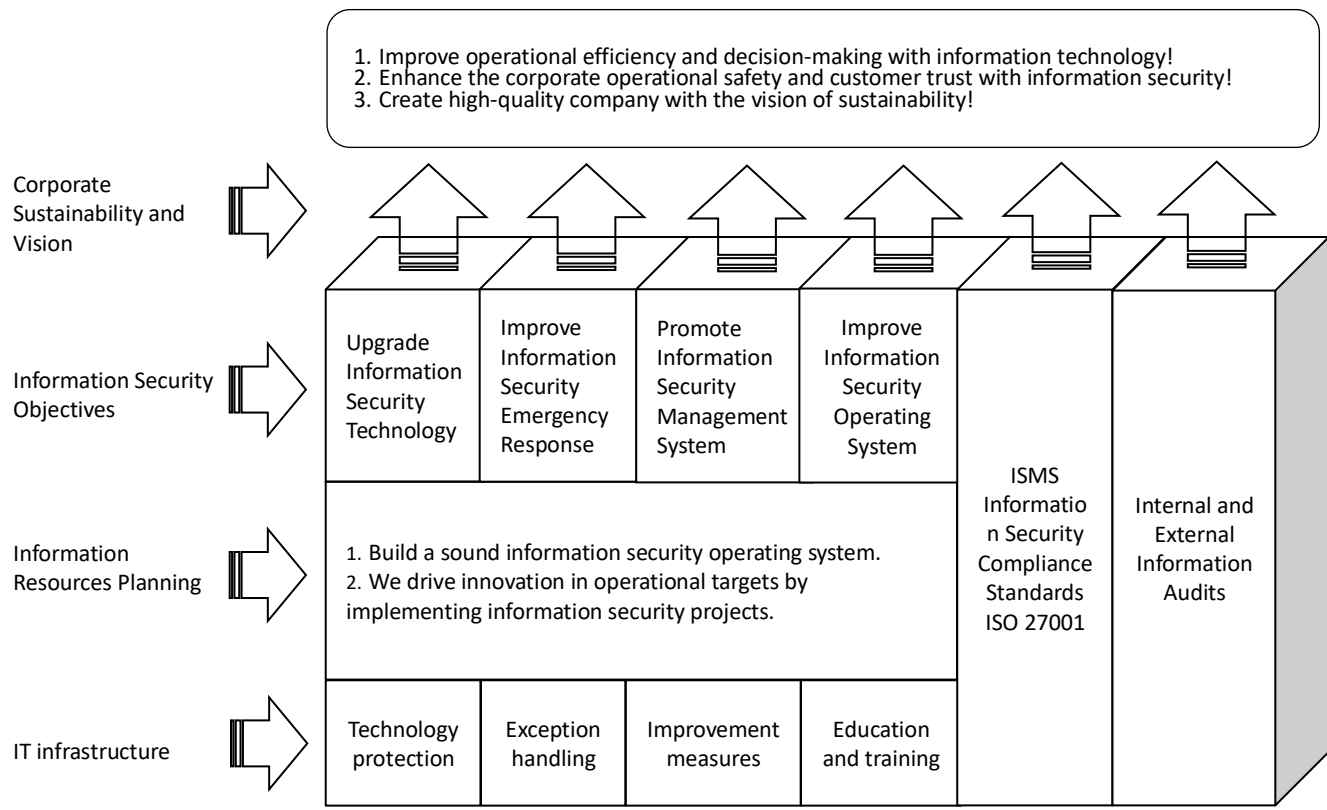 1. Improve operational efficiency and decision-making with information technology!
2. Enhance the corporate operational safety and customer trust with information security!
3. Create high-quality company with the vision of sustainability!
Corporate
Sustainability and
Vision
Information Security
Objectives
Upgrade
Information
Security
Technology
Improve
Information
Security
Emergency
Response
Promote
Information
Security
Management
System
Improve
Information
Security
Operating
System
ISMS
Informatio
n Security
Compliance
Standards
ISO 27001
Internal and
External
Information
Audits
Information
Resources Planning
1. Build a sound information security operating system.
2. We drive innovation in operational targets by
implementing information security projects.
IT infrastructure
Technology
protection
Exception
handling
Improvement
measures
Education
and training